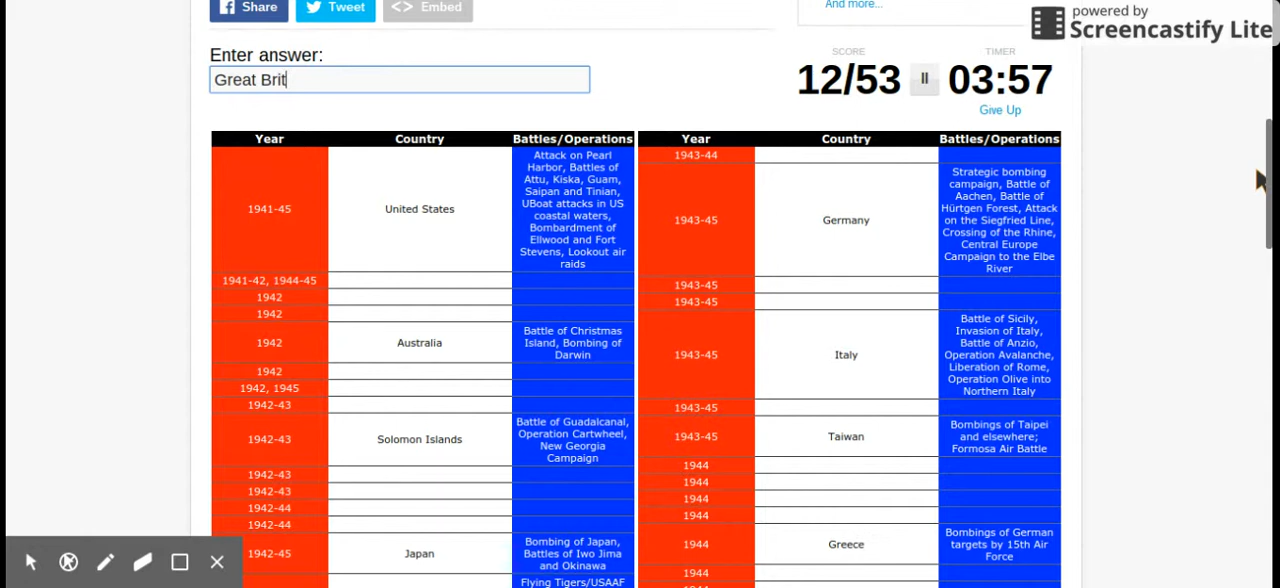 And more...
powered by
Screencastify Lite
Share
Tweet
<> Embed
Enter answer:
Great Brit
SCORE
TIMER
12/53
03:57
Give Up
Year
Country
Battles/Operations
Year
Country
Battles/Operations
1941-45
United States
Attack on Pearl
Harbor, Battles of
Attu, Kiska, Guam,
Saipan and Tinian,
UBoat attacks in US
coastal waters,
Bombardment of
Ellwood and Fort
Stevens, Lookout air
raids
1941-42, 1944-45
1942
1942
1942
Australia
Battle of Christmas
Island, Bombing of
Darwin
1942
1942, 1945
1942-43
1942-43
Solomon Islands
Battle of Guadalcanal,
Operation Cartwheel,
New Georgia
Campaign
1942-43
1942-43
1942-44
1942-44
1942-45
Japan
Bombing of Japan,
Battles of Iwo Jima
and Okinawa
Flying Tigers/USAAF
1943-44
1943-45
Germany
Strategic bombing
campaign, Battle of
Aachen, Battle of
Hürtgen Forest, Attack
on the Siegfried Line,
Crossing of the Rhine,
Central Europe
Campaign to the Elbe
River
1943-45
1943-45
1943-45
Italy
Battle of Sicily,
Invasion of Italy,
Battle of Anzio,
Operation Avalanche,
Liberation of Rome,
Operation Olive into
Northern Italy
1943-45
1943-45
Taiwan
Bombings of Taipei
and elsewhere;
Formosa Air Battle
1944
1944
1944
1944
1944
Greece
Bombings of German
targets by 15th Air
Force
1944